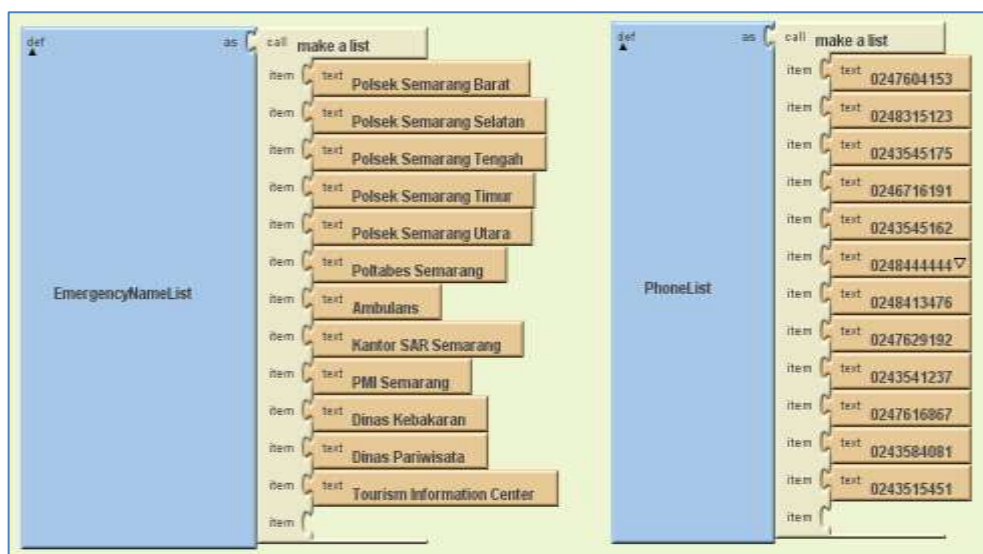 def as call make a list
item text Polsek Semarang Barat
item text Polsek Semarang Selatan
item text Polsek Semarang Tengah
item text Polsek Semarang Timur
item text Polsek Semarang Utara
item text Poltabes Semarang
EmergencyNameList
item text Ambulans
item text Kantor SAR Semarang
item text PMI Semarang
item text Dinas Kebakaran
item text Dinas Pariwisata
item text Tourism Information Center
item
def as call make a list
item text 0247604153
item text 0248315123
item text 0243545175
item text 0246716191
item text 0243545162
item text 0248444444
PhoneList
item text 0248413476
item text 0247629192
item text 0243541237
item text 0247616867
item text 0243584081
item text 0243515451
item